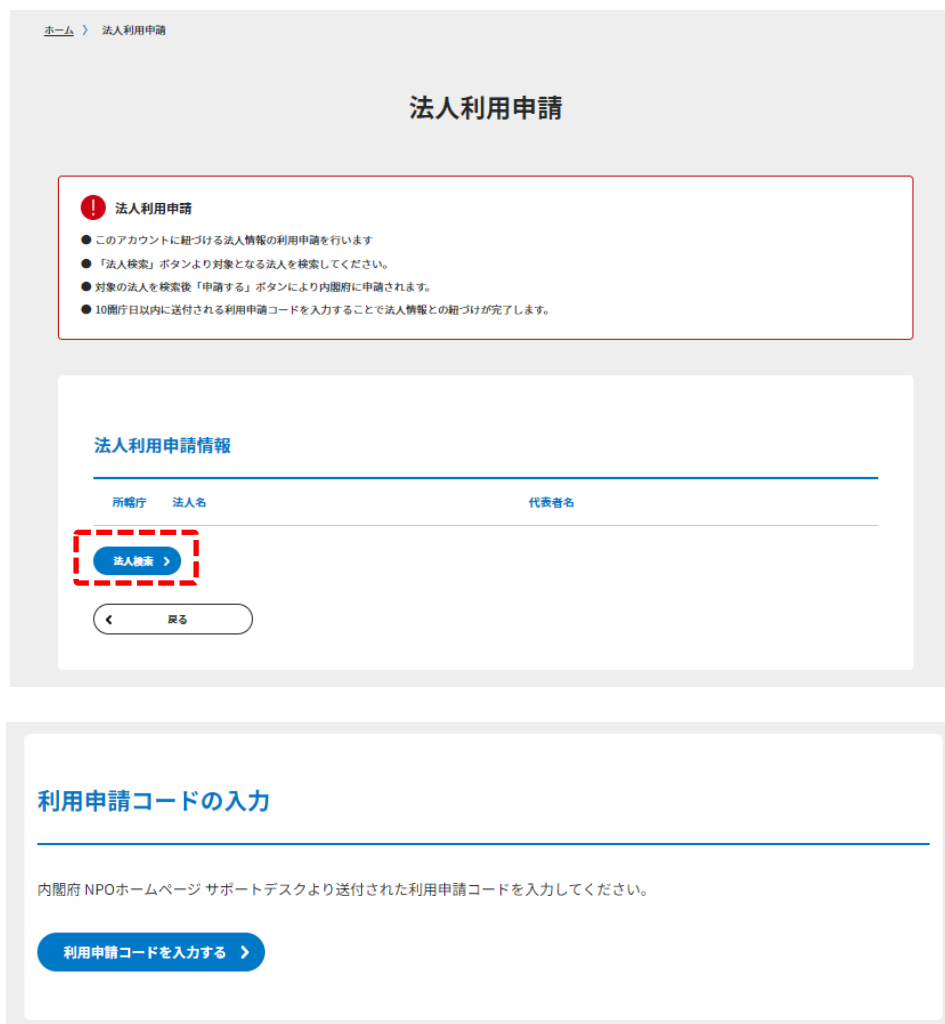 ホーム 〉 法人利用申請
法人利用申請
! 法人利用申請
● このアカウントに紐づける法人情報の利用申請を行います
● 「法人検索」ボタンより対象となる法人を検索してください。
● 対象の法人を検索後「申請する」ボタンにより内閣府に申請されます。
● 10開庁日以内に送付される利用申請コードを入力することで法人情報との紐づけが完了します。
法人利用申請情報
所轄庁 法人名 代表者名
法人検索 >
< 戻る
利用申請コードの入力
内閣府 NPOホームページ サポートデスクより送付された利用申請コードを入力してください。
利用申請コードを入力する >